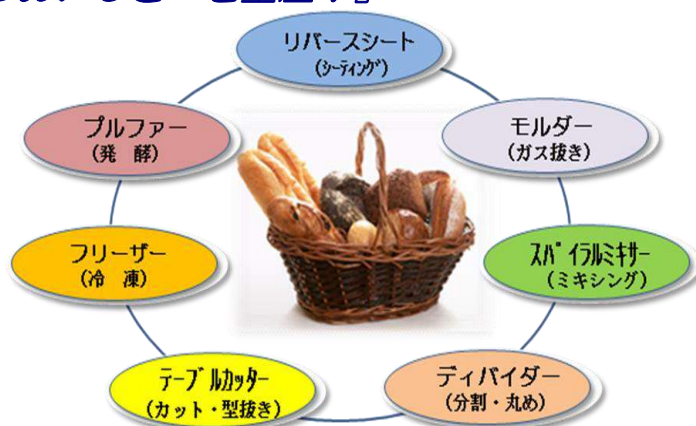 リバースシート
(ｼｰﾃｨﾝｸﾞ)
モルダー
(ガス抜き)
ｽﾊﾟｲﾗﾙﾐｷｻｰ
(ミキシング)
ディバイダー
(分割・丸め)
ﾃｰﾌﾞﾙｶｯﾀｰ
(カット・型抜き)
フリーザー
(冷　凍)
プルファー
(発　酵)